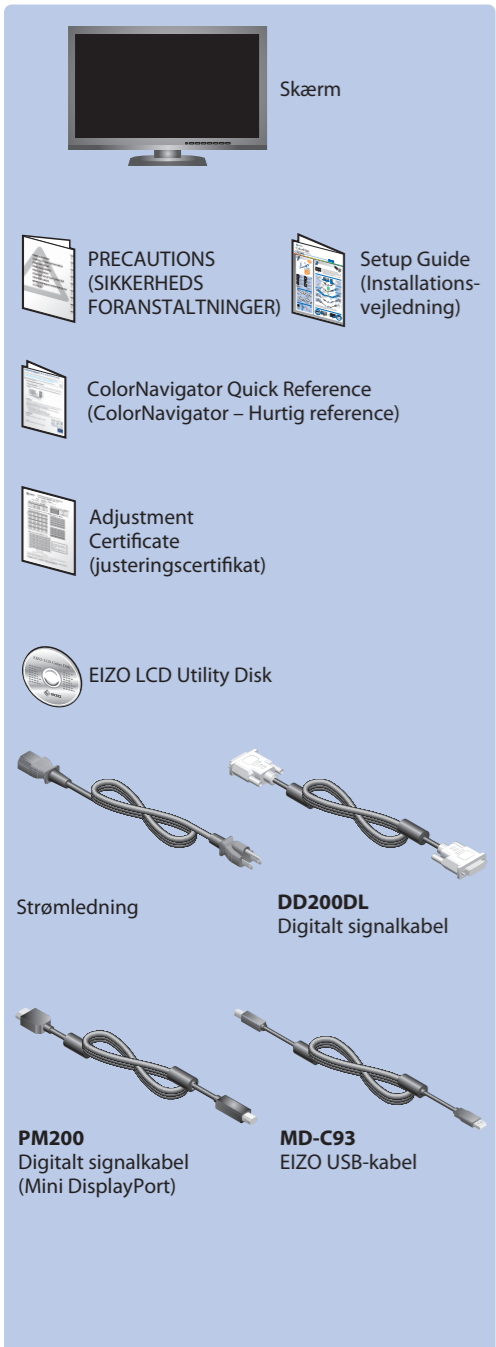 Skærm
PRECAUTIONS
(SIKKERHEDS
FORANSTALTNINGER)
Setup Guide
(Installations-
vejledning)
ColorNavigator Quick Reference
(ColorNavigator – Hurtig reference)
Adjustment
Certificate
(justeringscertifikat)
EIZO LCD Utility Disk
Strømledning
DD200DL
Digitalt signalkabel
PM200
Digitalt signalkabel
(Mini DisplayPort)
MD-C93
EIZO USB-kabel